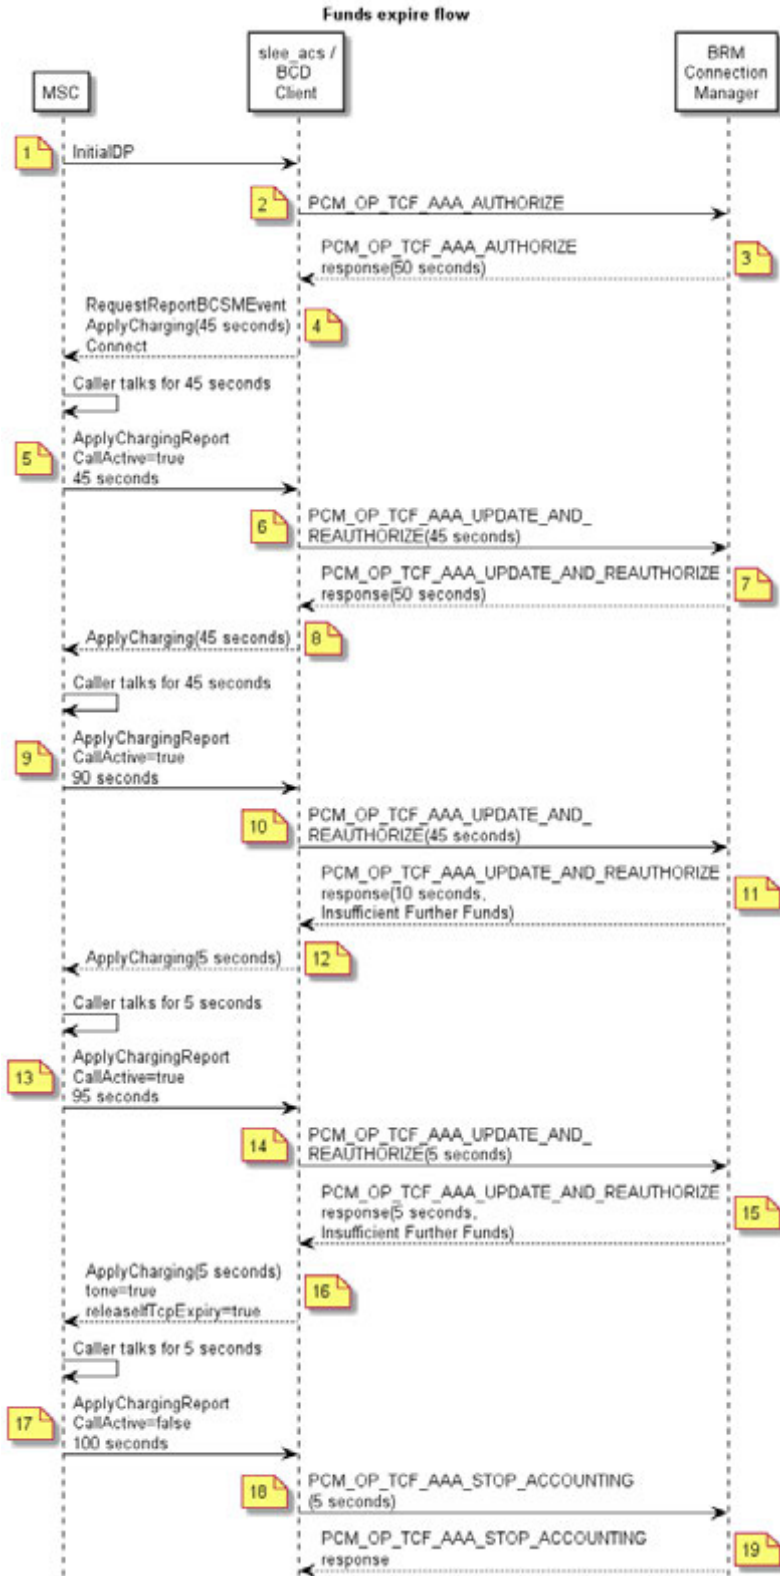 Funds expire flow
MSC
slee_acs /
BCD
Client
BRM
Connection
Manager
1
InitialDP
2
PCM_OP_TCF_AAA_AUTHORIZE
PCM_OP_TCF_AAA_AUTHORIZE
response(50 seconds)
3
RequestReportBCSMEvent
ApplyCharging(45 seconds)
Connect
4
Caller talks for 45 seconds
5
ApplyChargingReport
CallActive=true
45 seconds
6
PCM_OP_TCF_AAA_UPDATE_AND_
REAUTHORIZE(45 seconds)
PCM_OP_TCF_AAA_UPDATE_AND_REAUTHORIZE
response(50 seconds)
7
ApplyCharging(45 seconds)
8
Caller talks for 45 seconds
9
ApplyChargingReport
CallActive=true
90 seconds
10
PCM_OP_TCF_AAA_UPDATE_AND_
REAUTHORIZE(45 seconds)
PCM_OP_TCF_AAA_UPDATE_AND_REAUTHORIZE
response(10 seconds,
Insufficient Further Funds)
11
ApplyCharging(5 seconds)
12
Caller talks for 5 seconds
13
ApplyChargingReport
CallActive=true
95 seconds
14
PCM_OP_TCF_AAA_UPDATE_AND_
REAUTHORIZE(5 seconds)
PCM_OP_TCF_AAA_UPDATE_AND_REAUTHORIZE
response(5 seconds,
Insufficient Further Funds)
15
ApplyCharging(5 seconds)
tone=true
releaseIfTcpExpiry=true
16
Caller talks for 5 seconds
17
ApplyChargingReport
CallActive=false
100 seconds
18
PCM_OP_TCF_AAA_STOP_ACCOUNTING
(5 seconds)
PCM_OP_TCF_AAA_STOP_ACCOUNTING
response
19